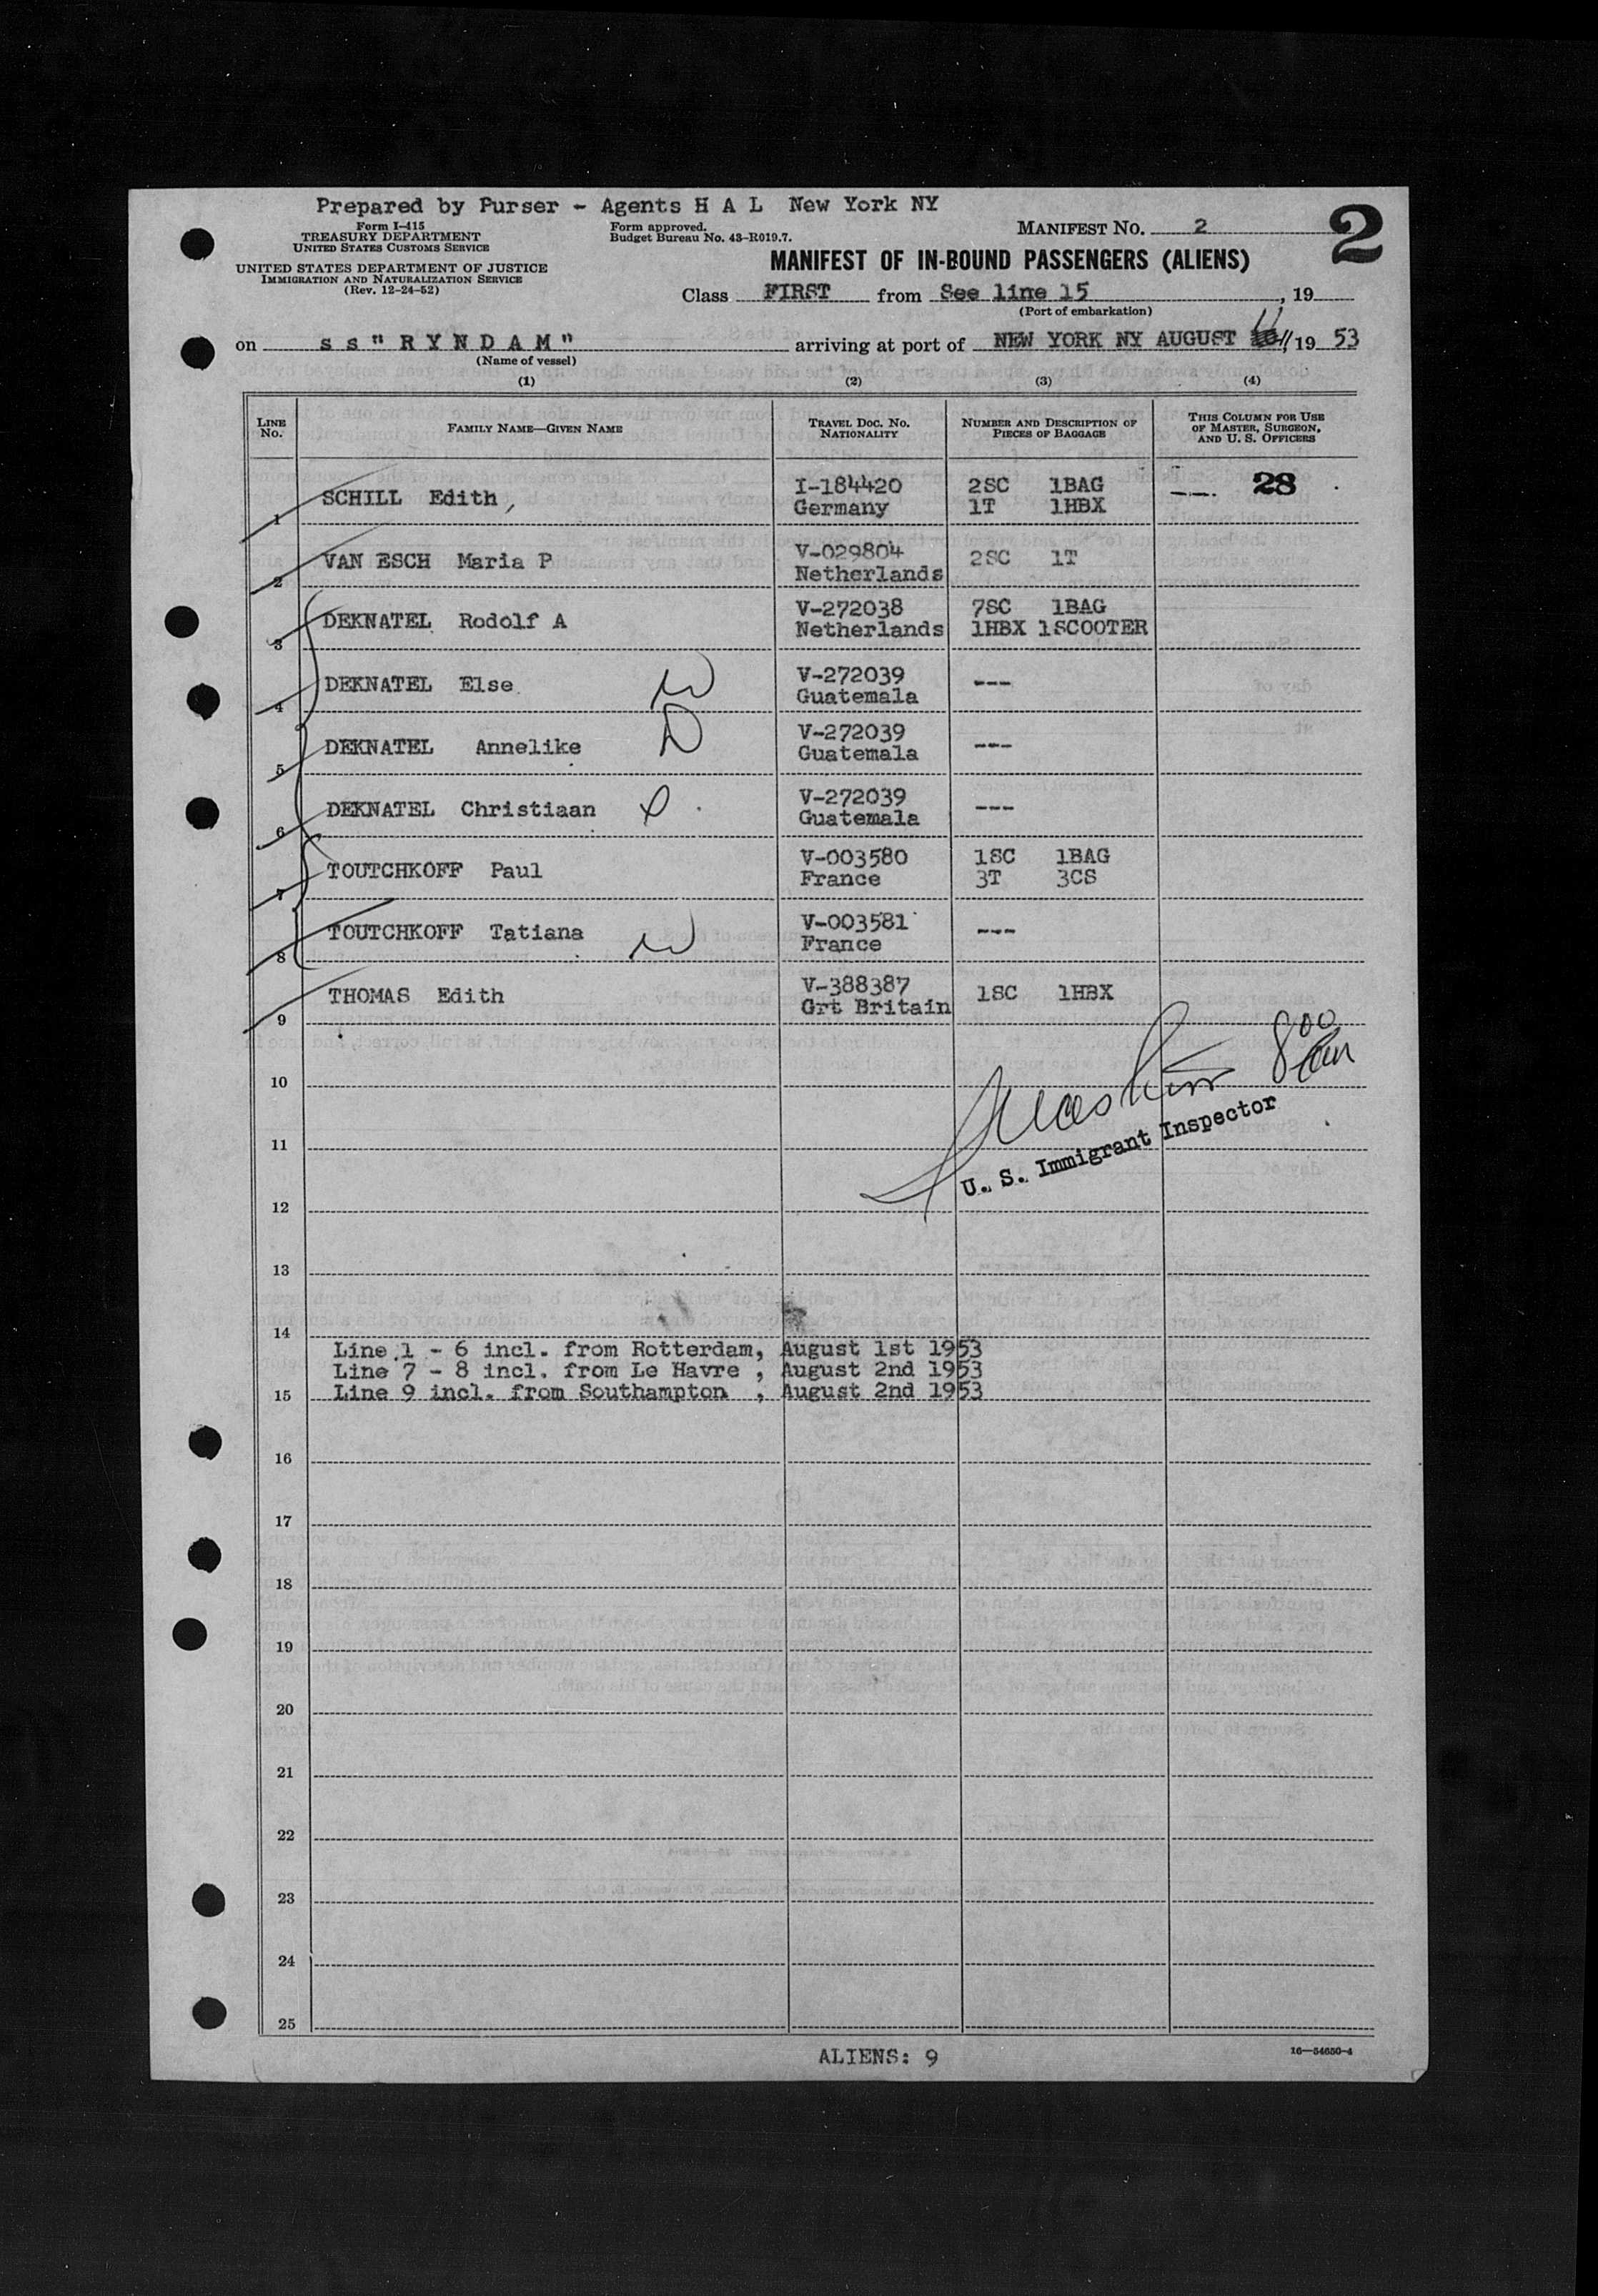 Prepared by Purser - Agents H A L New York NY
Form I-415
TREASURY DEPARTMENT
UNITED STATES CUSTOMS SERVICE
Form approved.
Budget Bureau No. 43-R019.7.
MANIFEST NO. 2
2
UNITED STATES DEPARTMENT OF JUSTICE
IMMIGRATION AND NATURALIZATION SERVICE
(Rev. 12-24-52)
MANIFEST OF IN-BOUND PASSENGERS (ALIENS)
Class FIRST from See line 15, 19
(Port of embarkation)
on s s "R Y N D A M" arriving at port of NEW YORK NY AUGUST 11, 19 53
(Name of vessel)
(1) (2) (3) (4)
LINE NO. FAMILY NAME—GIVEN NAME TRAVEL DOC. NO. NATIONALITY NUMBER AND DESCRIPTION OF PIECES OF BAGGAGE THIS COLUMN FOR USE OF MASTER, SURGEON, AND U. S. OFFICERS
1 SCHILL Edith, I-184420 Germany 2SC 1BAG 1T 1HBX --. 28
2 VAN ESCH Maria P V-029804 Netherlands 2SC 1T
3 DEKNATEL Rodolf A V-272038 Netherlands 7SC 1BAG 1HBX 1SCOOTER
4 DEKNATEL Else W V-272039 Guatemala ---
5 DEKNATEL Annelike D V-272039 Guatemala ---
6 DEKNATEL Christiaan V-272039 Guatemala ---
7 TOUTCHKOFF Paul V-003580 France 1SC 1BAG 3T 3CS
8 TOUTCHKOFF Tatiana W V-003581 France ---
9 THOMAS Edith V-388387 Grt Britain 1SC 1HBX
800
10
11
U. S. Immigrant Inspector
12
13
14
Line 1 - 6 incl. from Rotterdam, August 1st 1953
Line 7 - 8 incl. from Le Havre , August 2nd 1953
15 Line 9 incl. from Southampton , August 2nd 1953
16
17
18
19
20
21
22
23
24
25
ALIENS: 9
16—54650-4